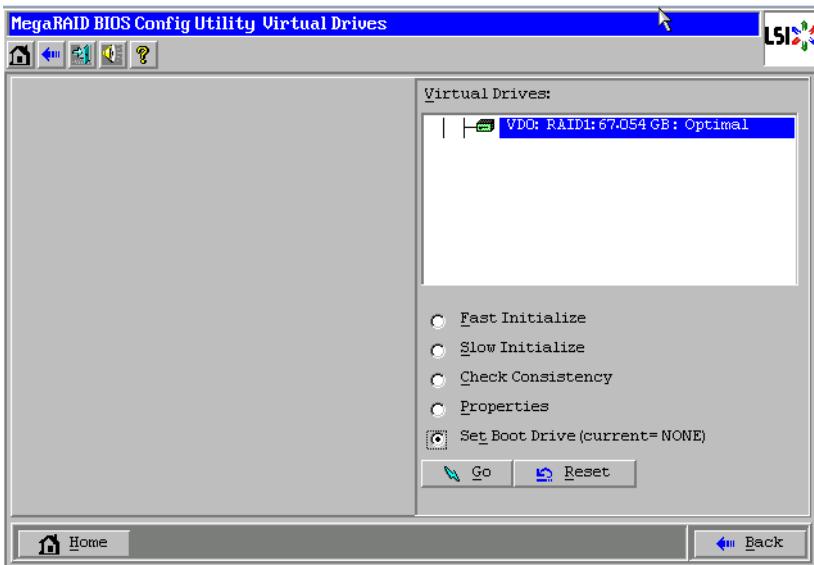 MegaRAID BIOS Config Utility Virtual Drives
LSI
Virtual Drives:
VD0: RAID1: 67.054 GB: Optimal
Fast Initialize
Slow Initialize
Check Consistency
Properties
Set Boot Drive (current= NONE)
Go
Reset
Home
Back